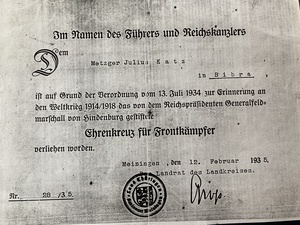 Im Namen des Führers und Reichskanzlers
Dem
Metzger Julius Katz
in Bibra,
ist auf Grund der Verordnung vom 13. Juli 1934 zur Erinnerung an
den Weltkrieg 1914/1918 das von dem Reichspräsidenten Generalfeld-
marschall von Hindenburg gestiftete
Ehrenkreuz für Frontkämpfer
verliehen worden.
Meiningen, den 12. Februar 1935.
Der Landrat des Landkreises.
Nr. 28 /35.